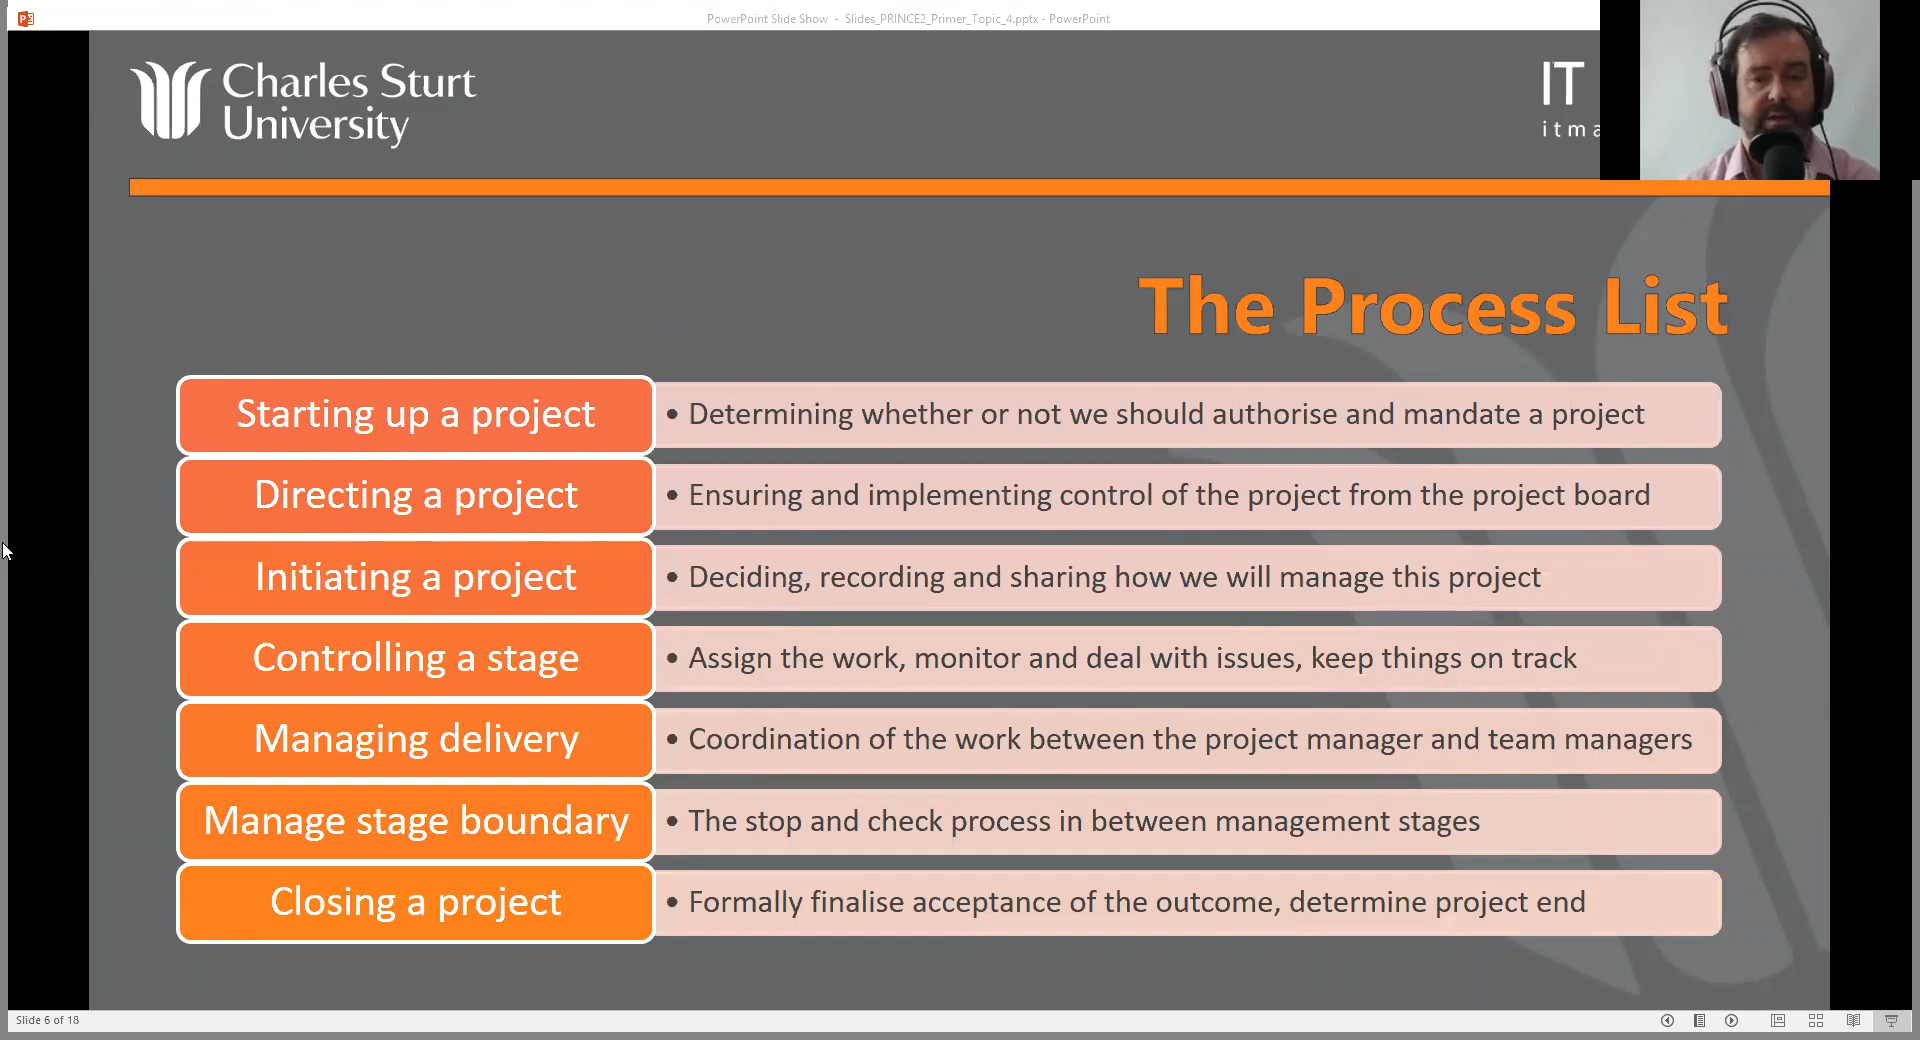 PowerPoint Slide Show - Slides_PRINCE2_Primer_Topic_4.pptx - PowerPoint
Charles Sturt
University
IT
itma
The Process List
Starting up a project
• Determining whether or not we should authorise and mandate a project
Directing a project
• Ensuring and implementing control of the project from the project board
Initiating a project
• Deciding, recording and sharing how we will manage this project
Controlling a stage
• Assign the work, monitor and deal with issues, keep things on track
Managing delivery
• Coordination of the work between the project manager and team managers
Manage stage boundary
• The stop and check process in between management stages
Closing a project
• Formally finalise acceptance of the outcome, determine project end
Slide 6 of 18